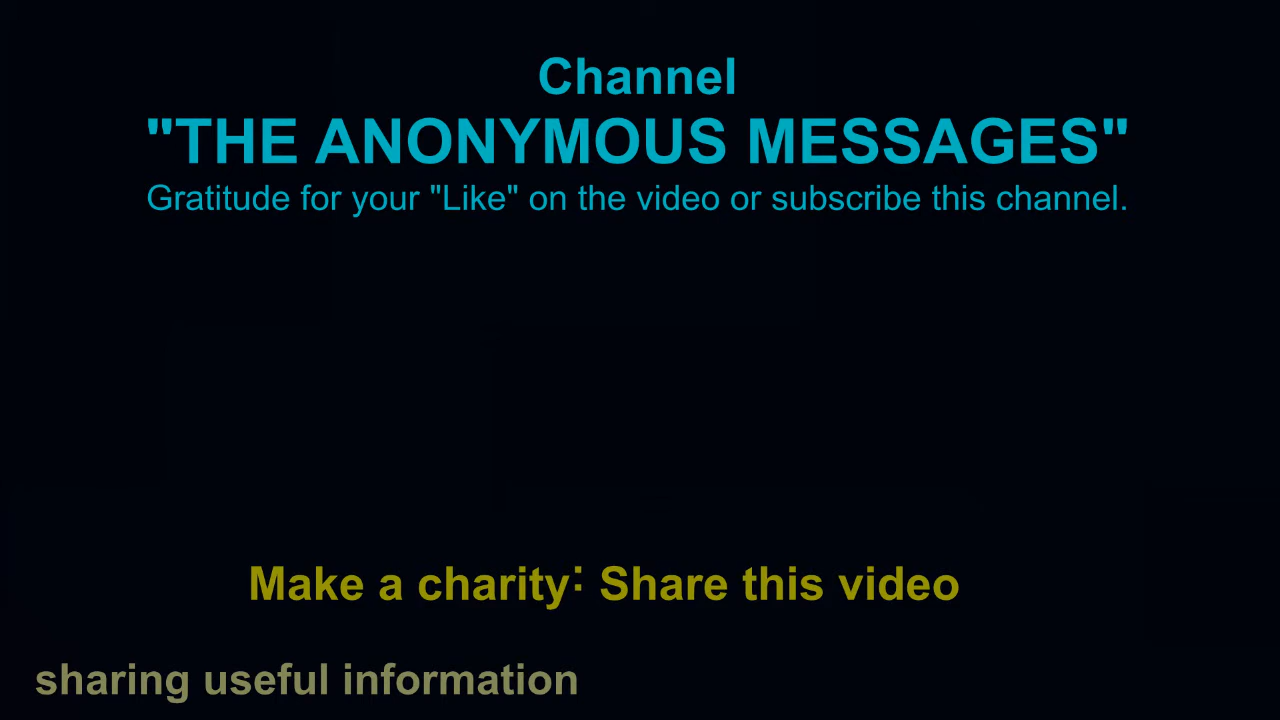 Channel
"THE ANONYMOUS MESSAGES"
Gratitude for your "Like" on the video or subscribe this channel.
Make a charity: Share this video
sharing useful information